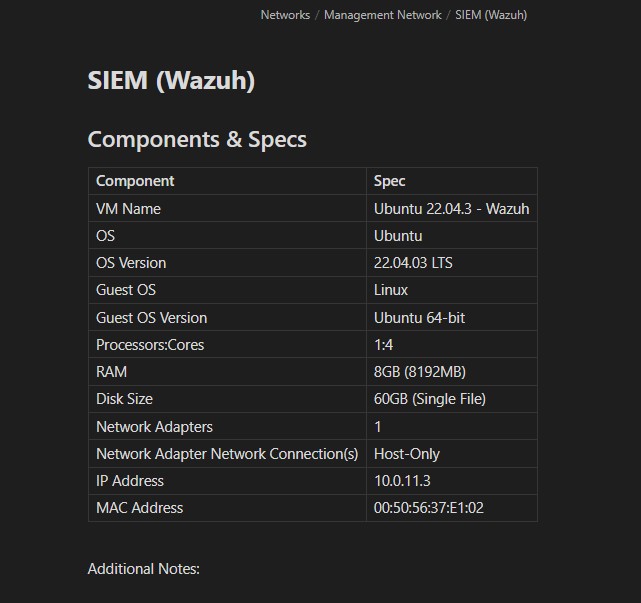 Networks / Management Network / SIEM (Wazuh)
SIEM (Wazuh)
Components & Specs
Component Spec
VM Name Ubuntu 22.04.3 - Wazuh
OS Ubuntu
OS Version 22.04.03 LTS
Guest OS Linux
Guest OS Version Ubuntu 64-bit
Processors:Cores 1:4
RAM 8GB (8192MB)
Disk Size 60GB (Single File)
Network Adapters 1
Network Adapter Network Connection(s) Host-Only
IP Address 10.0.11.3
MAC Address 00:50:56:37:E1:02
Additional Notes: